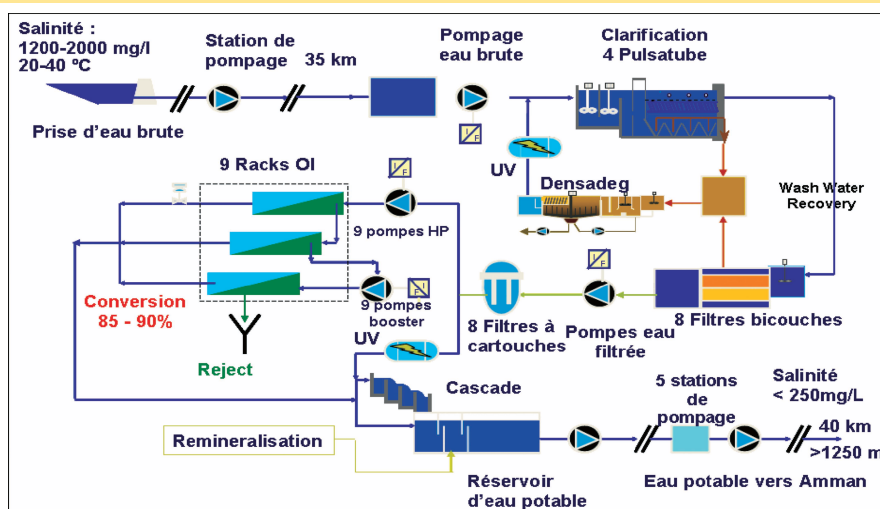 Salinité :
1200-2000 mg/l
20-40 ºC
Station de
pompage
35 km
Prise d'eau brute
Pompage
eau brute
I
F
Clarification
4 Pulsatube
UV
Densadeg
Wash Water
Recovery
9 Racks OI
I
F
9 pompes HP
I
F
9 pompes
booster
Conversion
85 - 90%
Reject
UV
8 Filtres à
cartouches
I
F
Pompes eau
filtrée
8 Filtres bicouches
Cascade
Remineralisation
Réservoir
d'eau potable
5 stations
de
pompage
Salinité
< 250mg/L
40 km
>1250 m
Eau potable vers Amman